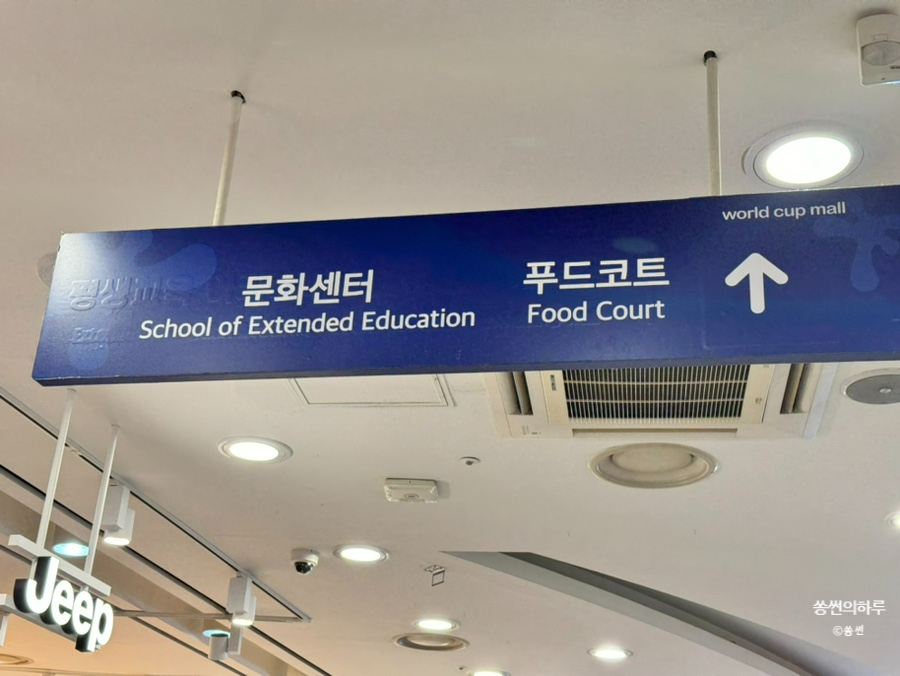 world cup mall
문화센터
School of Extended Education
푸드코트
Food Court
Jeep
쏭썬의하루
©쏭썬